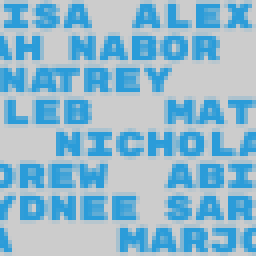 ISA ALEX
AH NABOR
NATREY
LEB MAT
NICHOLA
DREW ABI
YDNEE SAR
A MARJO